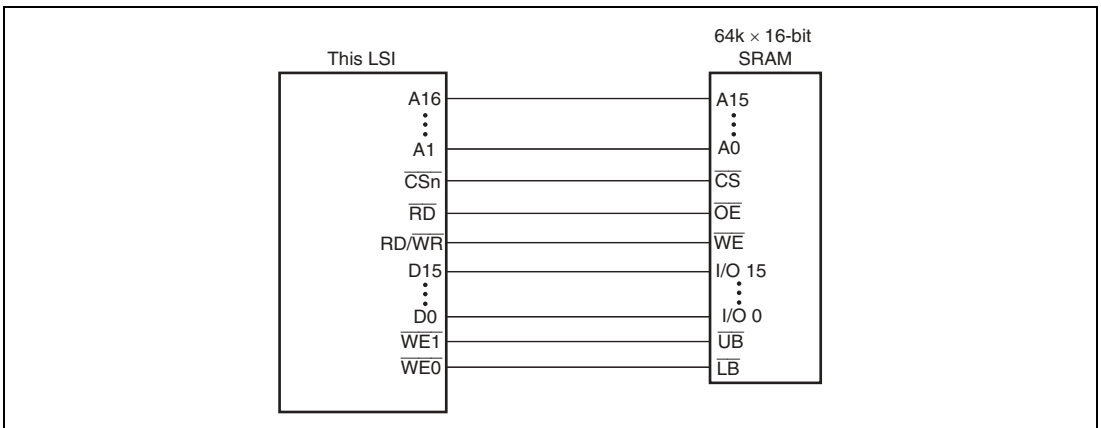 64k × 16-bit
This LSI SRAM
A16 A15
A1 A0
CSn CS
RD OE
RD/WR WE
D15 I/O 15
D0 I/O 0
WE1 UB
WE0 LB